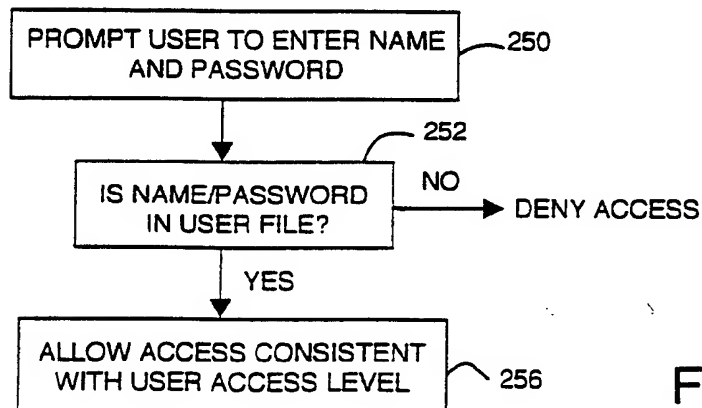 PROMPT USER TO ENTER NAME
AND PASSWORD
250
252
IS NAME/PASSWORD
IN USER FILE?
NO
DENY ACCESS
YES
ALLOW ACCESS CONSISTENT
WITH USER ACCESS LEVEL
256
F